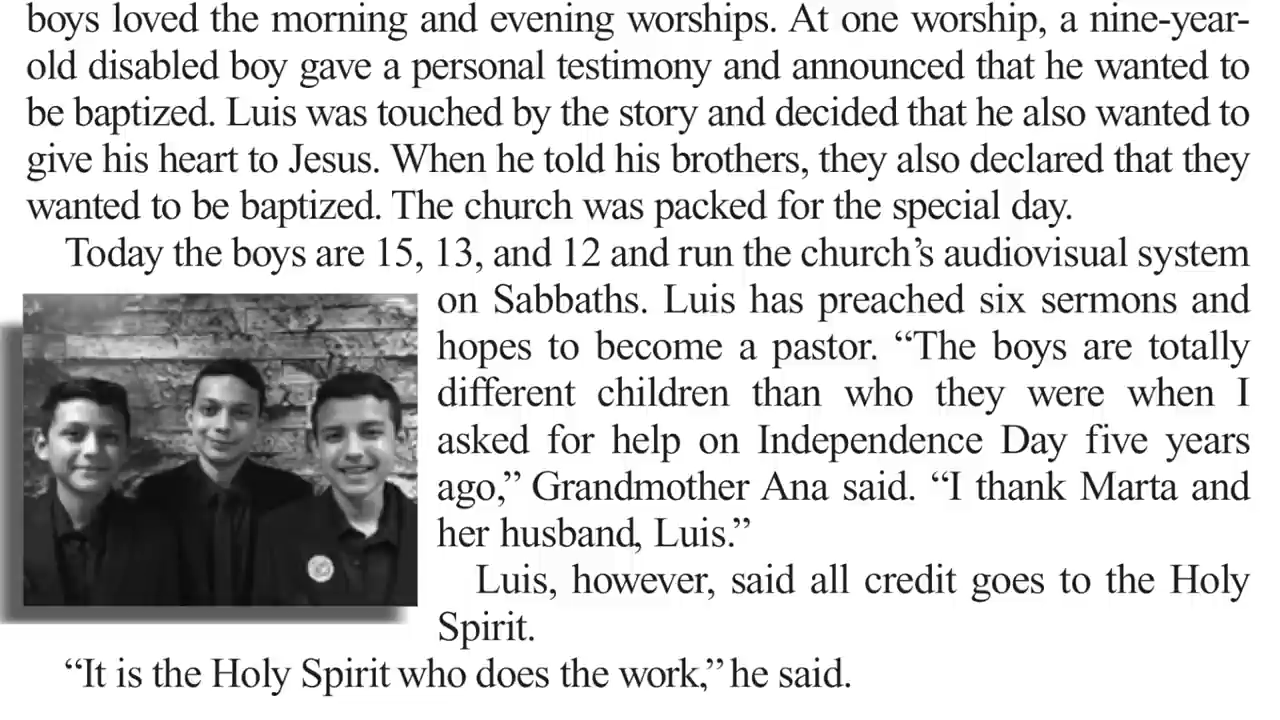 boys loved the morning and evening worships. At one worship, a nine-year-
old disabled boy gave a personal testimony and announced that he wanted to
be baptized. Luis was touched by the story and decided that he also wanted to
give his heart to Jesus. When he told his brothers, they also declared that they
wanted to be baptized. The church was packed for the special day.
Today the boys are 15, 13, and 12 and run the church’s audiovisual system
on Sabbaths. Luis has preached six sermons and
hopes to become a pastor. “The boys are totally
different children than who they were when I
asked for help on Independence Day five years
ago,” Grandmother Ana said. “I thank Marta and
her husband, Luis.”
Luis, however, said all credit goes to the Holy
Spirit.
“It is the Holy Spirit who does the work,” he said.